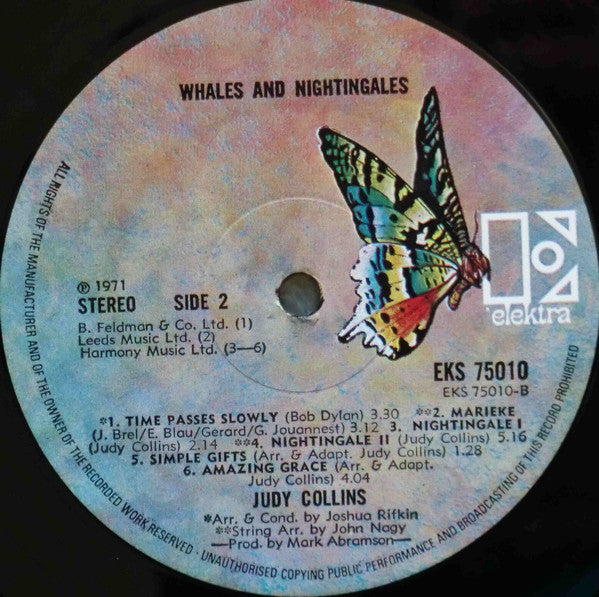 WHALES AND NIGHTINGALES
℗ 1971
STEREO SIDE 2
B. Feldman & Co. Ltd. (1)
Leeds Music Ltd. (2)
Harmony Music Ltd. (3—6)
elektra
EKS 75010
EKS 75010-B
*1. TIME PASSES SLOWLY (Bob Dylan) 3.30 **2. MARIEKE
(J. Brel/E. Blau/Gerard/G. Jouannest) 3.12 3. NIGHTINGALE I
(Judy Collins) 2.14 **4. NIGHTINGALE II (Judy Collins) 5.16
5. SIMPLE GIFTS (Arr. & Adapt. Judy Collins) 1.28
6. AMAZING GRACE (Arr. & Adapt.
Judy Collins) 4.04
JUDY COLLINS
*Arr. & Cond. by Joshua Rifkin
**String Arr. by John Nagy
—Prod. by Mark Abramson—
ALL RIGHTS OF THE MANUFACTURER AND OF THE OWNER OF THE RECORDED WORK RESERVED · UNAUTHORISED COPYING PUBLIC PERFORMANCE AND BROADCASTING OF THIS RECORD PROHIBITED